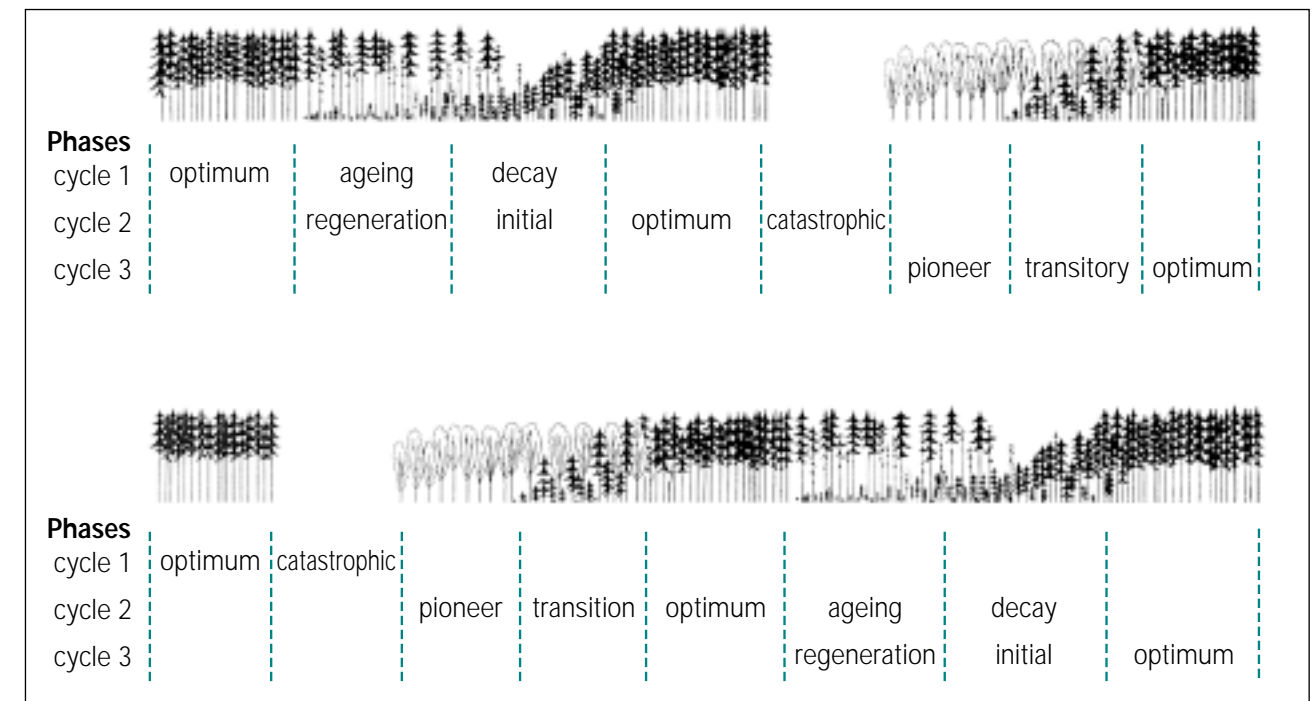 Phases
cycle 1 optimum ageing decay
cycle 2 regeneration initial optimum catastrophic
cycle 3 pioneer transitory optimum
Phases
cycle 1 optimum catastrophic
cycle 2 pioneer transition optimum ageing decay
cycle 3 regeneration initial optimum